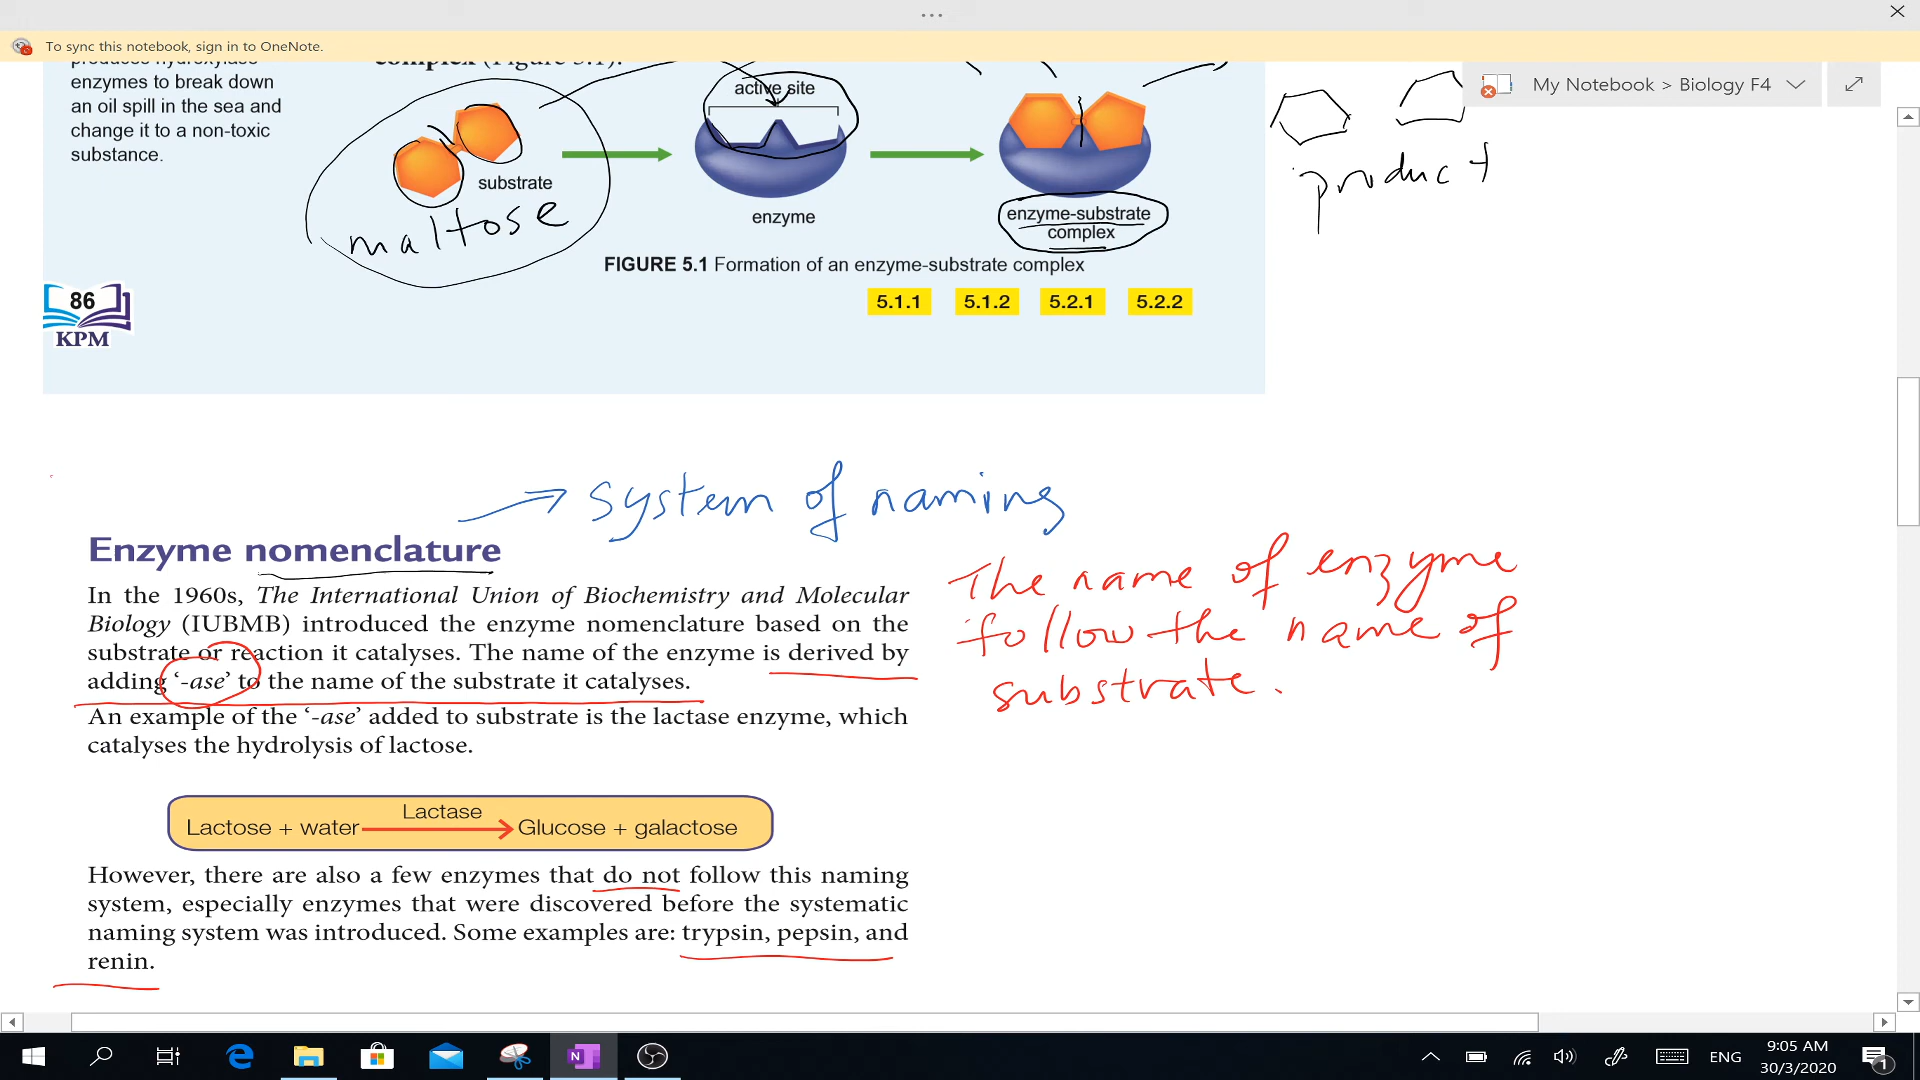 To sync this notebook, sign in to OneNote.
My Notebook > Biology F4
produces hydroxylase
enzymes to break down
an oil spill in the sea and
change it to a non-toxic
substance.
complex (Figure 5.1).
active site
substrate
maltose
enzyme
enzyme-substrate
complex
product
FIGURE 5.1 Formation of an enzyme-substrate complex
5.1.1 5.1.2 5.2.1 5.2.2
86
KPM
→ system of naming
Enzyme nomenclature
In the 1960s, The International Union of Biochemistry and Molecular
Biology (IUBMB) introduced the enzyme nomenclature based on the
substrate or reaction it catalyses. The name of the enzyme is derived by
adding ‘-ase’ to the name of the substrate it catalyses.
An example of the ‘-ase’ added to substrate is the lactase enzyme, which
catalyses the hydrolysis of lactose.
The name of enzyme
follow the name of
substrate.
Lactase
Lactose + water → Glucose + galactose
However, there are also a few enzymes that do not follow this naming
system, especially enzymes that were discovered before the systematic
naming system was introduced. Some examples are: trypsin, pepsin, and
renin.
ENG
9:05 AM
30/3/2020
1